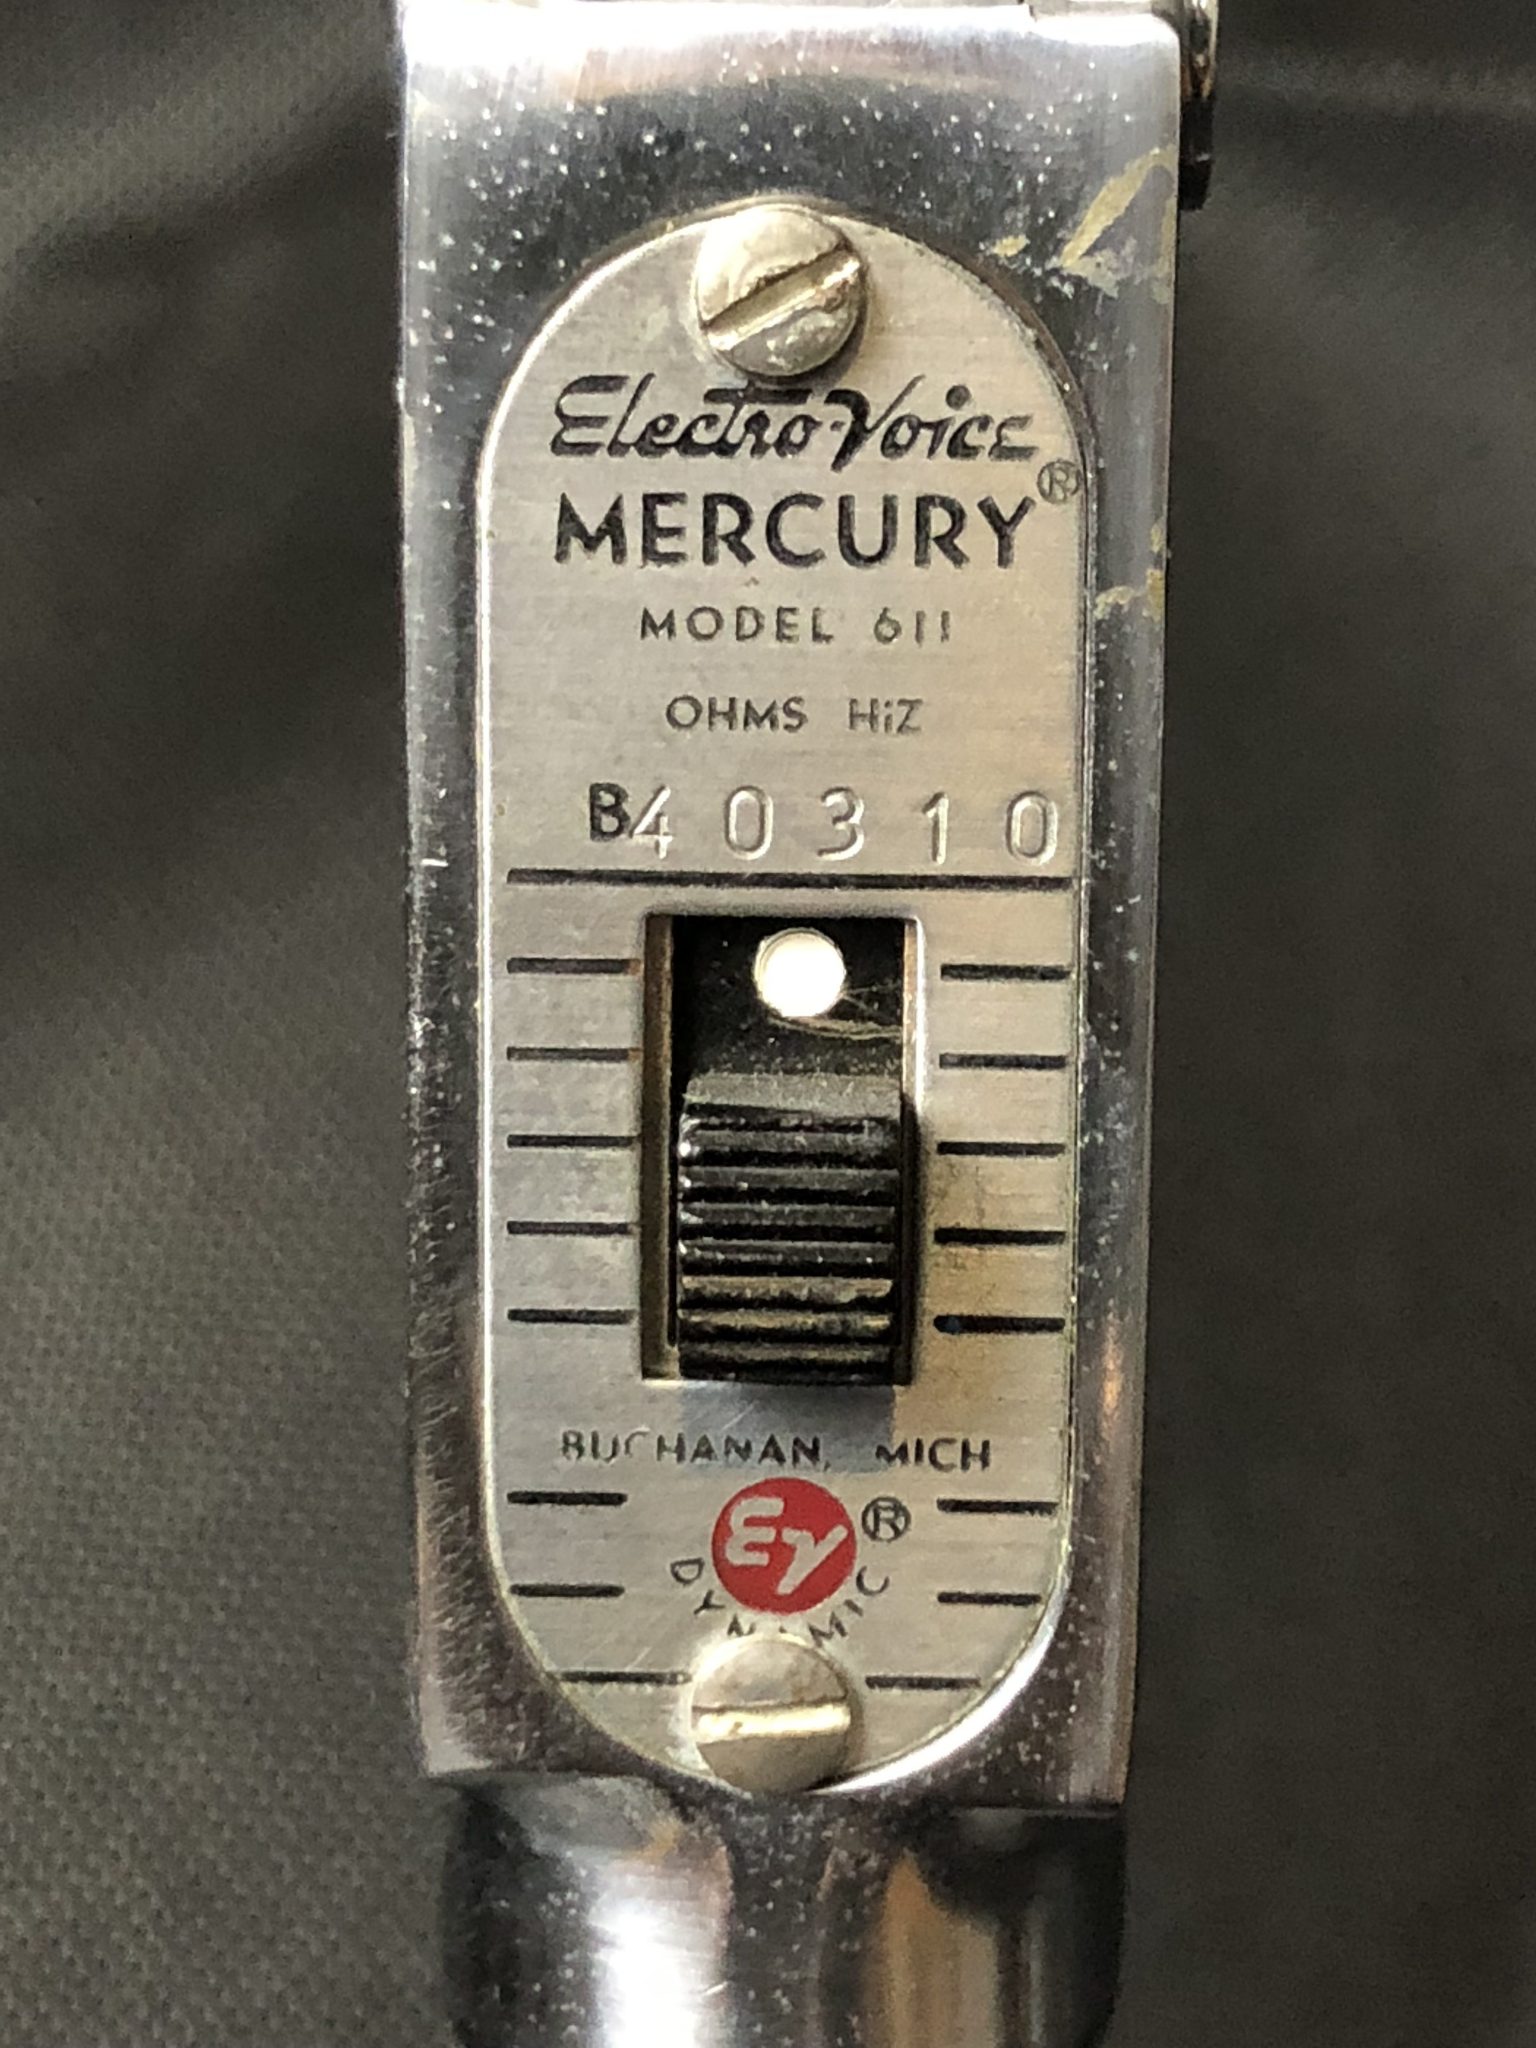 Electro-Voice®
MERCURY
MODEL 611
OHMS HiZ
B40310
BUCHANAN, MICH
EV®
DYNAMIC